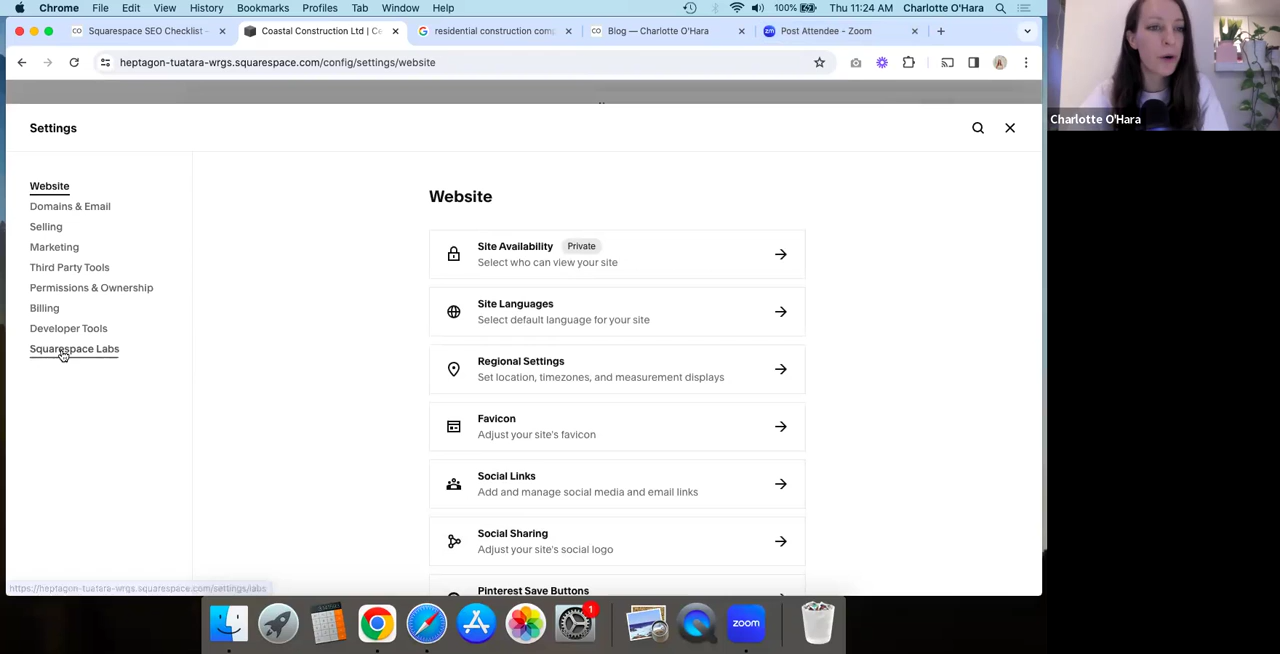 Chrome File Edit View History Bookmarks Profiles Tab Window Help 100% Thu 11:24 AM Charlotte O'Hara
Squarespace SEO Checklist – Coastal Construction Ltd | Ce residential construction comp Blog — Charlotte O'Hara zm Post Attendee - Zoom
heptagon-tuatara-wrgs.squarespace.com/config/settings/website
Charlotte O'Hara
Settings
Website
Domains & Email
Selling
Marketing
Third Party Tools
Permissions & Ownership
Billing
Developer Tools
Squarespace Labs
Website
Site Availability Private
Select who can view your site
Site Languages
Select default language for your site
Regional Settings
Set location, timezones, and measurement displays
Favicon
Adjust your site's favicon
Social Links
Add and manage social media and email links
Social Sharing
Adjust your site's social logo
Pinterest Save Buttons
https://heptagon-tuatara-wrgs.squarespace.com/settings/labs
1
zoom